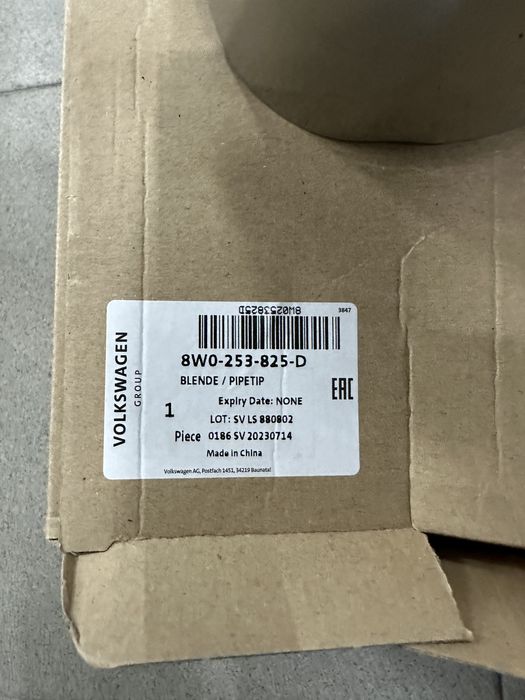 8W0253825D
3847
8W0-253-825-D
BLENDE / PIPETIP
EAC
Expiry Date: NONE
1
LOT: SV LS 880802
Piece 0186 SV 20230714
Made in China
Volkswagen AG, Postfach 1451, 34219 Baunatal
VOLKSWAGEN
GROUP